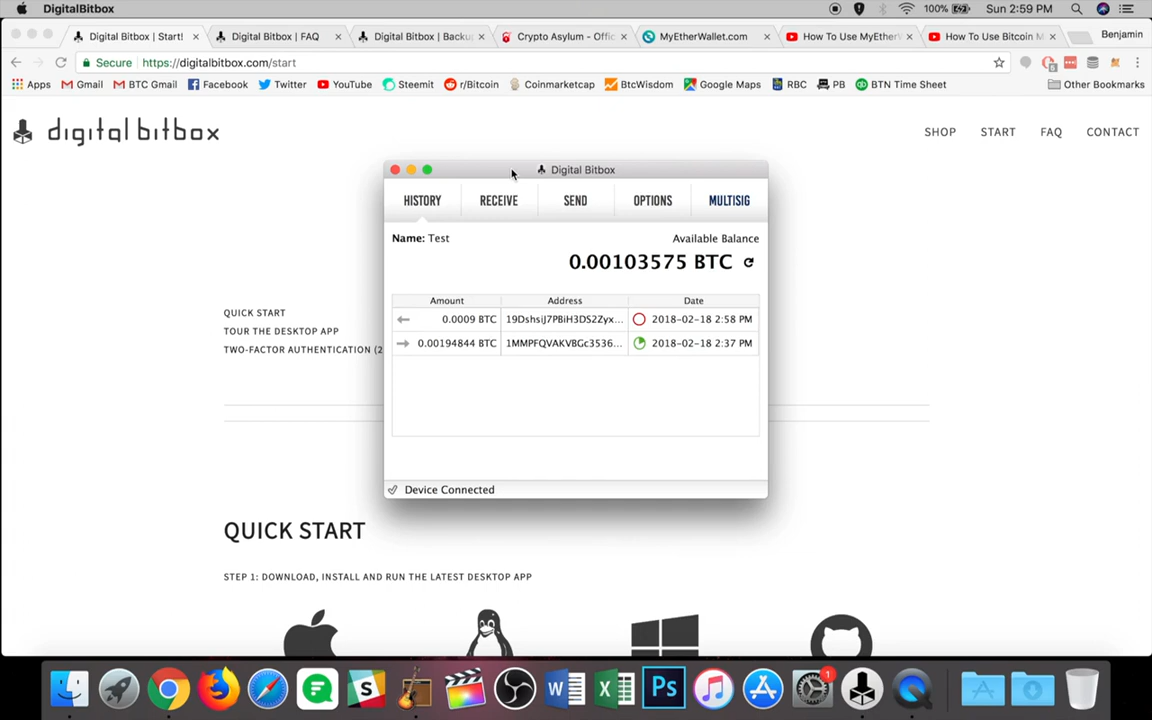 DigitalBitbox
100%
Sun 2:59 PM
Digital Bitbox | Start!
Digital Bitbox | FAQ
Digital Bitbox | Backup
Crypto Asylum - Offic
MyEtherWallet.com
How To Use MyEther
How To Use Bitcoin M
Benjamin
Secure
https://digitalbitbox.com/start
Apps
Gmail
BTC Gmail
Facebook
Twitter
YouTube
Steemit
r/Bitcoin
Coinmarketcap
BtcWisdom
Google Maps
RBC
PB
BTN Time Sheet
Other Bookmarks
digital bitbox
SHOP
START
FAQ
CONTACT
Digital Bitbox
HISTORY
RECEIVE
SEND
OPTIONS
MULTISIG
Name: Test
Available Balance
0.00103575 BTC
Amount
Address
Date
0.0009 BTC
19DshsiJ7PBiH3DS2Zyx...
2018-02-18 2:58 PM
0.00194844 BTC
1MMPFQVAKVBGc3536...
2018-02-18 2:37 PM
Device Connected
QUICK START
TOUR THE DESKTOP APP
TWO-FACTOR AUTHENTICATION (2
QUICK START
STEP 1: DOWNLOAD, INSTALL AND RUN THE LATEST DESKTOP APP
S
W
X
Ps
1